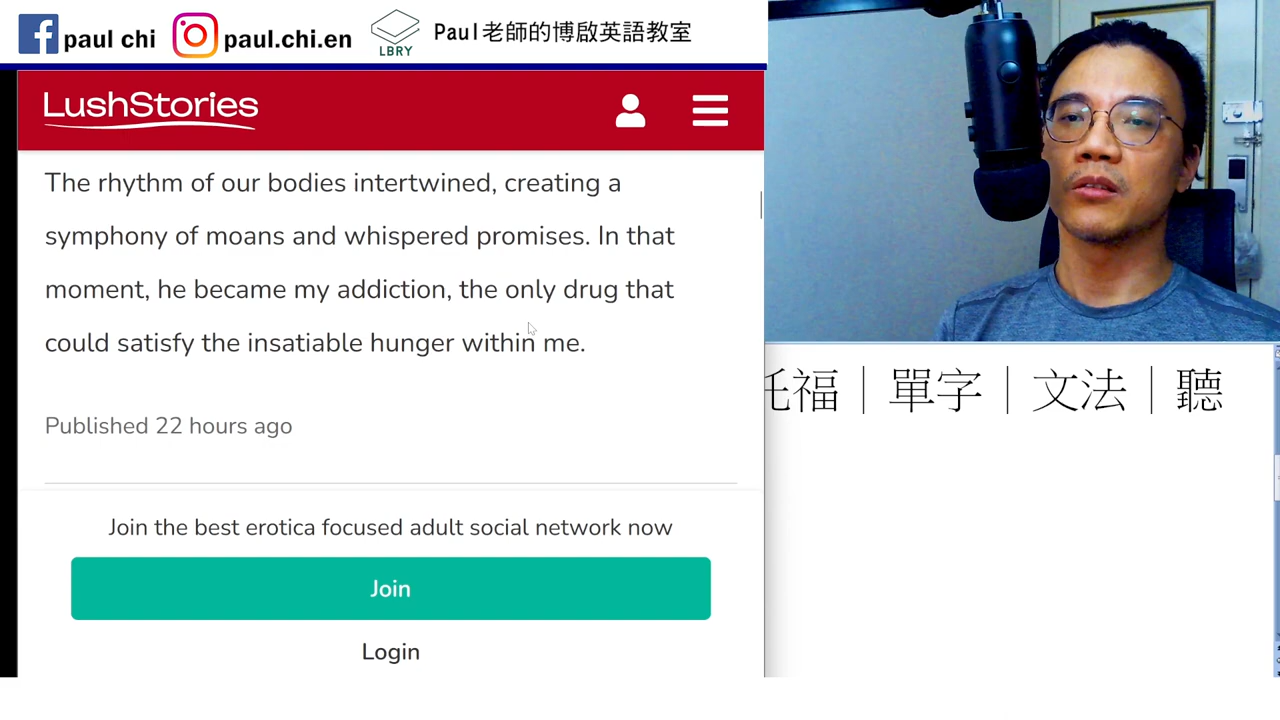 paul chi
paul.chi.en
LBRY
Paul老師的博啟英語教室
LushStories
The rhythm of our bodies intertwined, creating a
symphony of moans and whispered promises. In that
moment, he became my addiction, the only drug that
could satisfy the insatiable hunger within me.
Published 22 hours ago
Join the best erotica focused adult social network now
Join
Login
托福｜單字｜文法｜聽